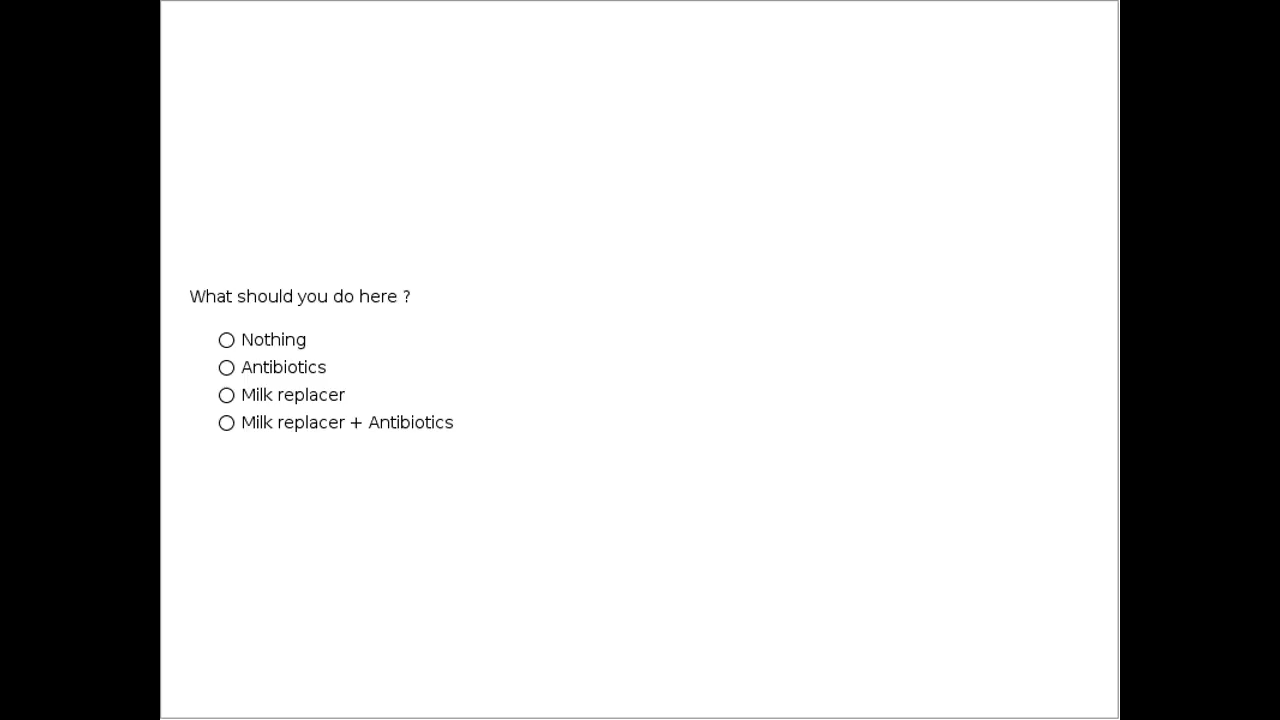 What should you do here ?
Nothing
Antibiotics
Milk replacer
Milk replacer + Antibiotics